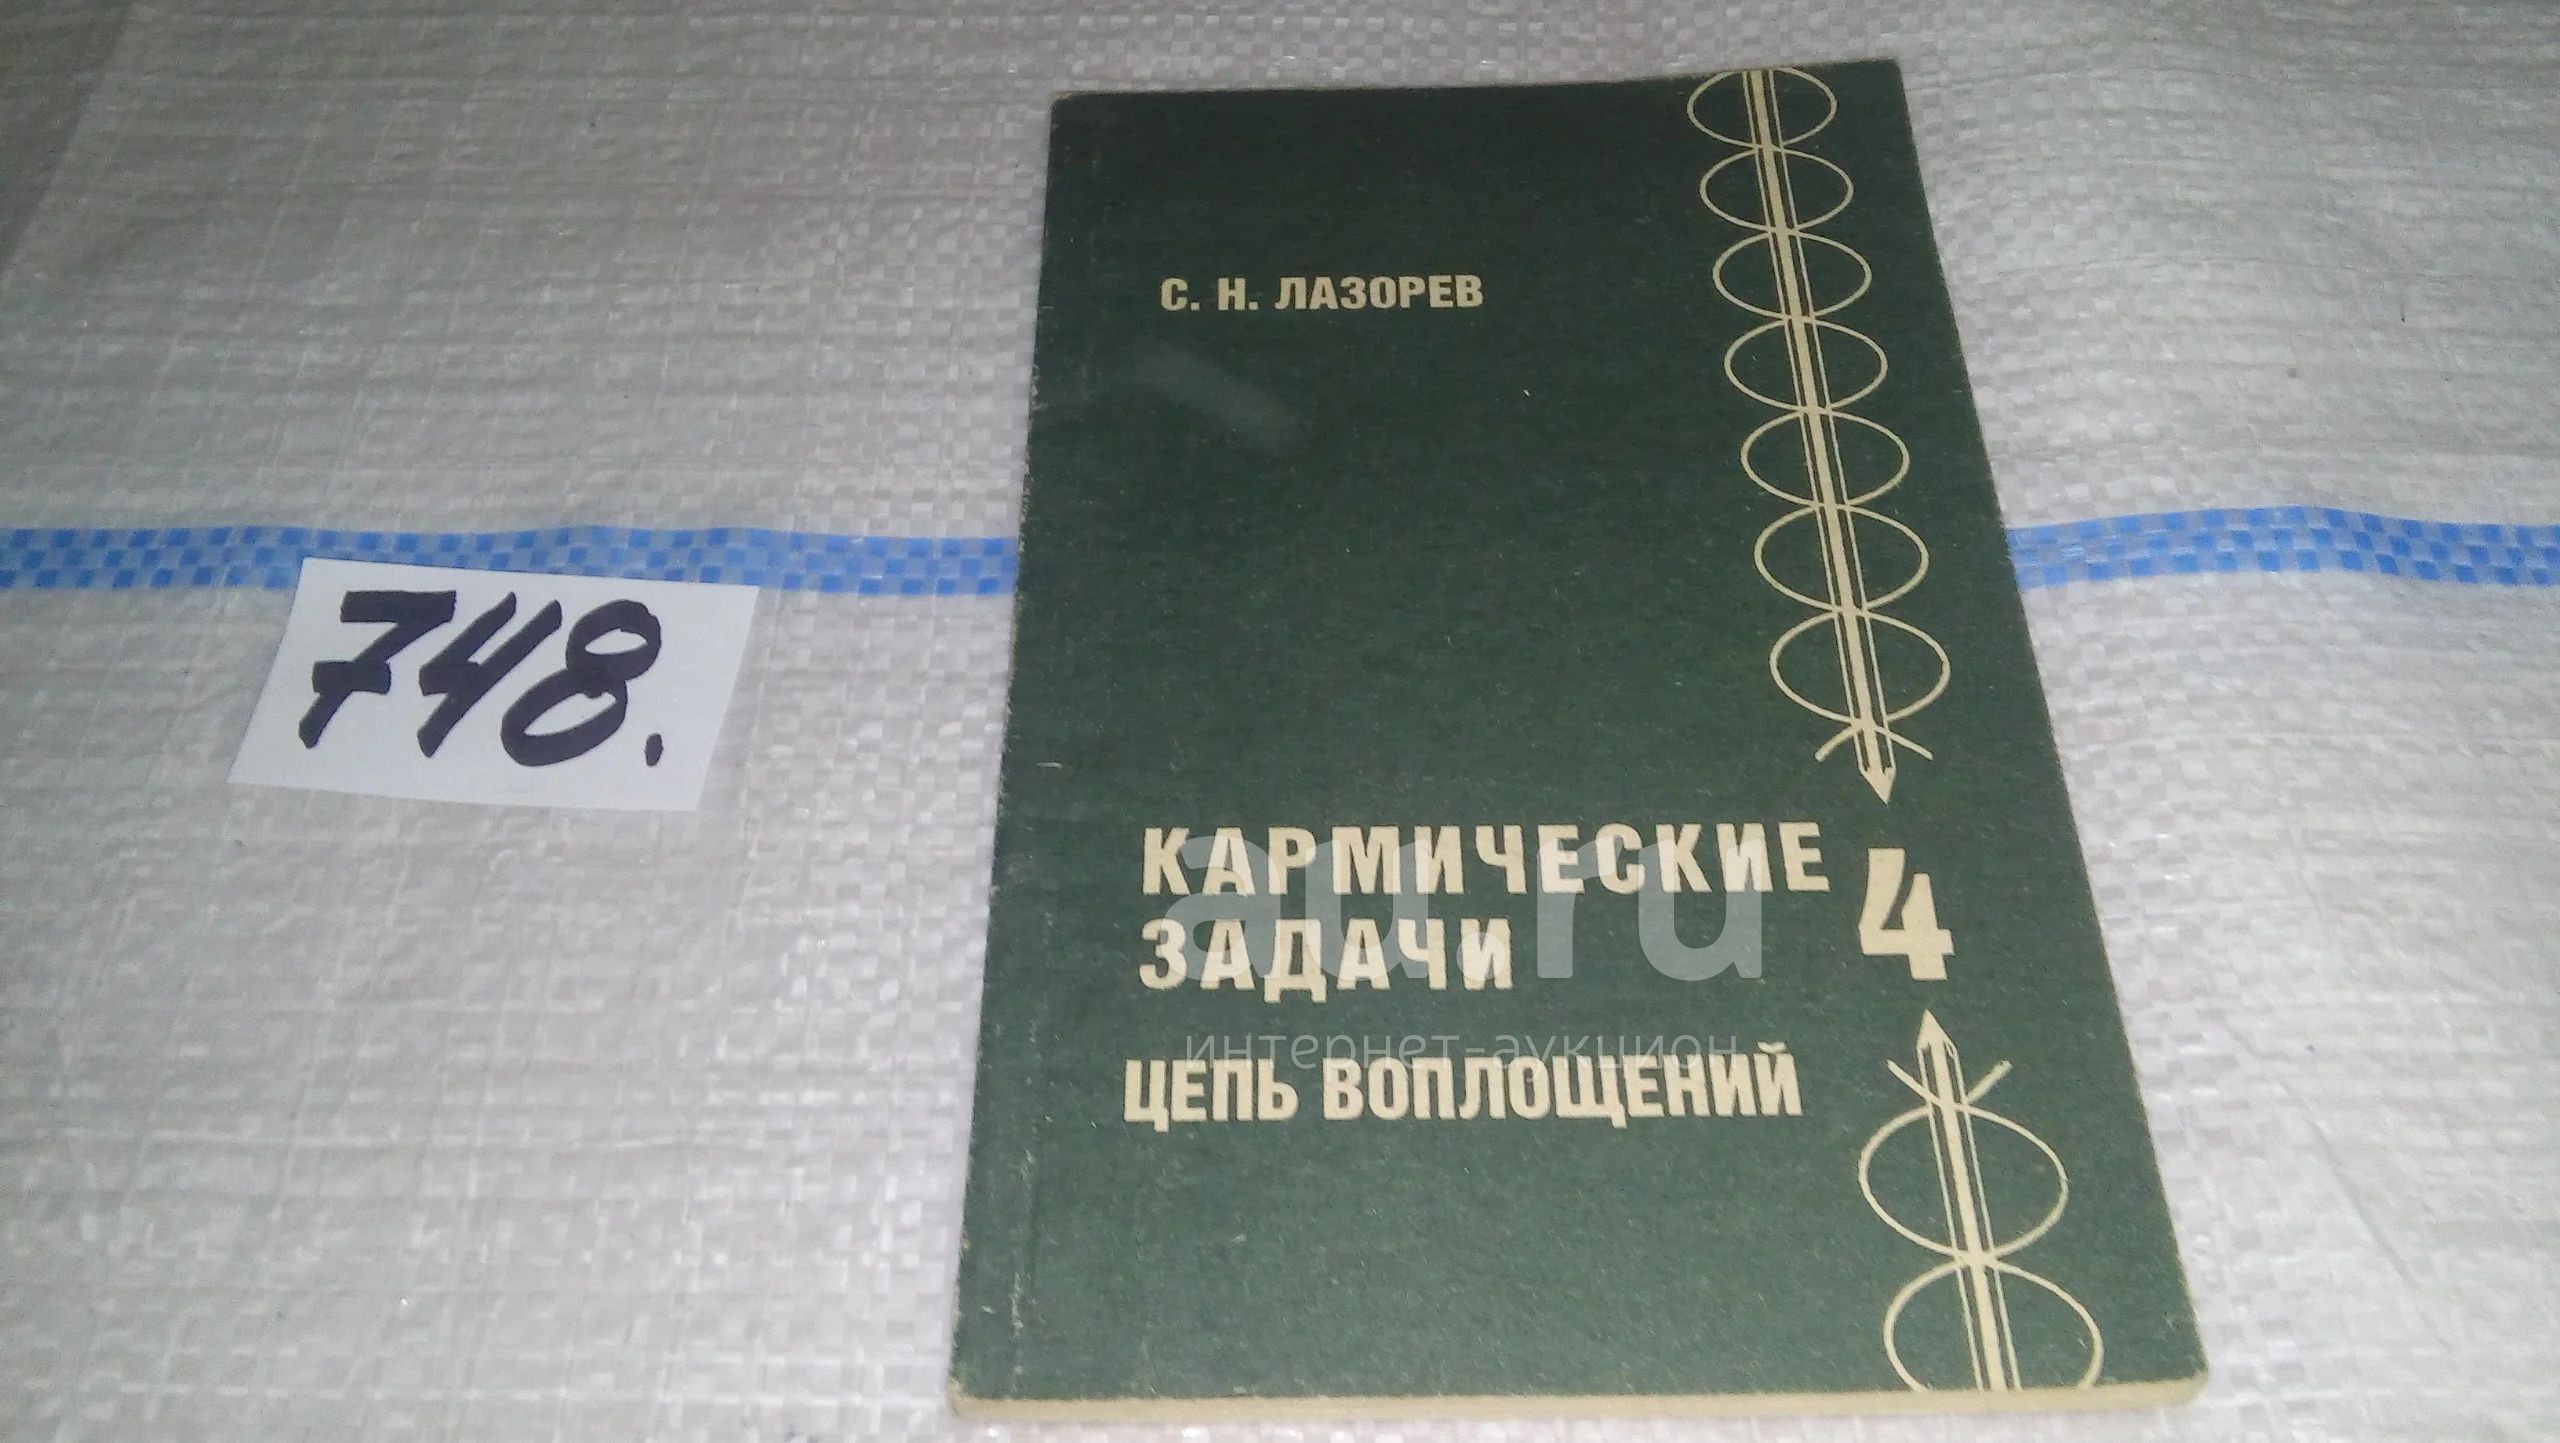 748.
С. Н. ЛАЗОРЕВ
КАРМИЧЕСКИЕ
ЗАДАЧИ
4
ЦЕПЬ ВОПЛОЩЕНИЙ
au.ru
интернет-аукцион